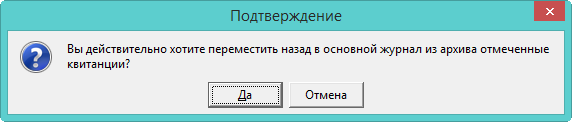 Подтверждение
Вы действительно хотите переместить назад в основной журнал из архива отмеченные
квитанции?
Да
Отмена